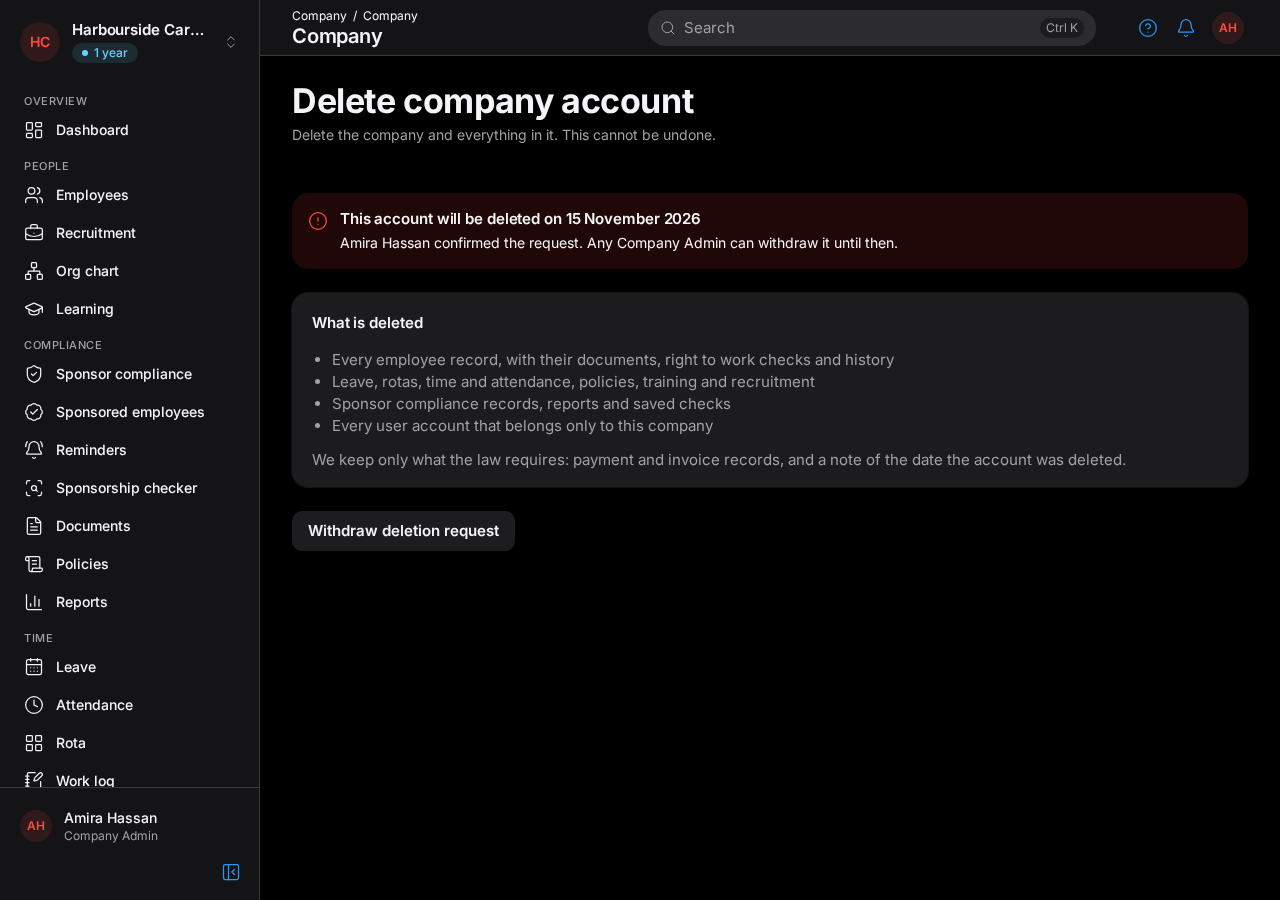 HC
Harbourside Car...
1 year
OVERVIEW
Dashboard
PEOPLE
Employees
Recruitment
Org chart
Learning
COMPLIANCE
Sponsor compliance
Sponsored employees
Reminders
Sponsorship checker
Documents
Policies
Reports
TIME
Leave
Attendance
Rota
Work log
AH
Amira Hassan
Company Admin
Company / Company
Company
Search
Ctrl K
AH
Delete company account
Delete the company and everything in it. This cannot be undone.
This account will be deleted on 15 November 2026
Amira Hassan confirmed the request. Any Company Admin can withdraw it until then.
What is deleted
• Every employee record, with their documents, right to work checks and history
• Leave, rotas, time and attendance, policies, training and recruitment
• Sponsor compliance records, reports and saved checks
• Every user account that belongs only to this company
We keep only what the law requires: payment and invoice records, and a note of the date the account was deleted.
Withdraw deletion request